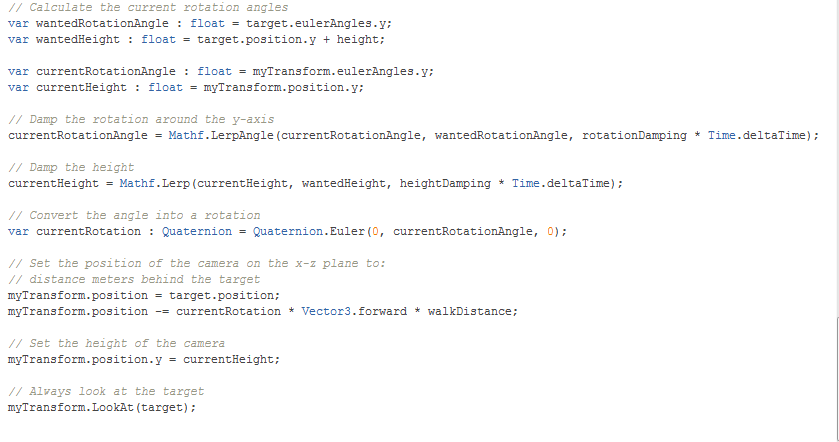 // Calculate the current rotation angles
var wantedRotationAngle : float = target.eulerAngles.y;
var wantedHeight : float = target.position.y + height;
var currentRotationAngle : float = myTransform.eulerAngles.y;
var currentHeight : float = myTransform.position.y;
// Damp the rotation around the y-axis
currentRotationAngle = Mathf.LerpAngle(currentRotationAngle, wantedRotationAngle, rotationDamping * Time.deltaTime);
// Damp the height
currentHeight = Mathf.Lerp(currentHeight, wantedHeight, heightDamping * Time.deltaTime);
// Convert the angle into a rotation
var currentRotation : Quaternion = Quaternion.Euler(0, currentRotationAngle, 0);
// Set the position of the camera on the x-z plane to:
// distance meters behind the target
myTransform.position = target.position;
myTransform.position -= currentRotation * Vector3.forward * walkDistance;
// Set the height of the camera
myTransform.position.y = currentHeight;
// Always look at the target
myTransform.LookAt(target);